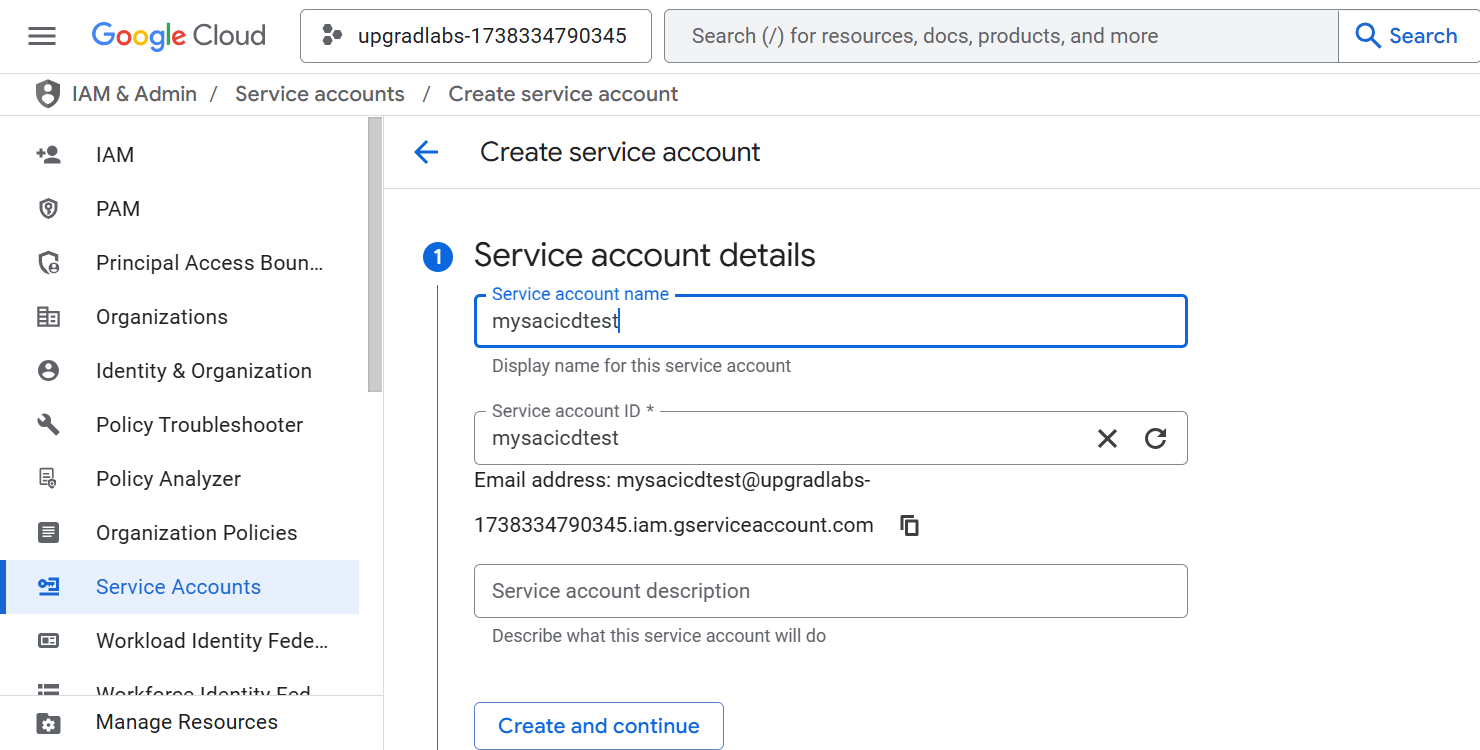 Google Cloud
upgradlabs-1738334790345
Search (/) for resources, docs, products, and more
Search
IAM & Admin / Service accounts / Create service account
IAM
PAM
Principal Access Boun...
Organizations
Identity & Organization
Policy Troubleshooter
Policy Analyzer
Organization Policies
Service Accounts
Workload Identity Fede...
Workforce Identity Fed
Manage Resources
Create service account
1 Service account details
Service account name
mysacicdtest
Display name for this service account
Service account ID *
mysacicdtest
Email address: mysacicdtest@upgradlabs-
1738334790345.iam.gserviceaccount.com
Service account description
Describe what this service account will do
Create and continue